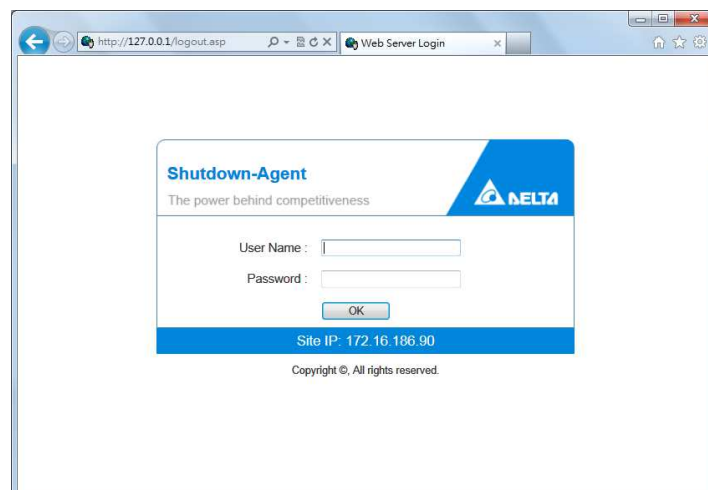 http://127.0.0.1/logout.asp
Web Server Login
Shutdown-Agent
The power behind competitiveness
DELTA
User Name :
Password :
OK
Site IP: 172.16.186.90
Copyright ©, All rights reserved.